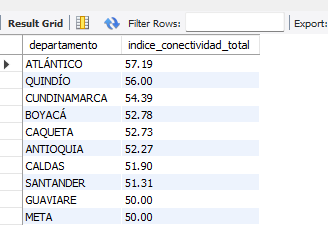 Result Grid Filter Rows: Export:
departamento indice_conectividad_total
ATLÁNTICO 57.19
QUINDÍO 56.00
CUNDINAMARCA 54.39
BOYACÁ 52.78
CAQUETA 52.73
ANTIOQUIA 52.27
CALDAS 51.90
SANTANDER 51.31
GUAVIARE 50.00
META 50.00